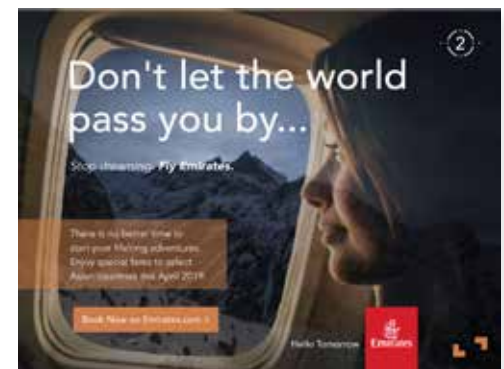 2
Don't let the world
pass you by...
Stop dreaming. Fly Emirates.
There is no better time to
start your lifelong adventures.
Enjoy special fares to select
Asian countries this April 2019.
Book Now on Emirates.com >
Hello Tomorrow
Emirates